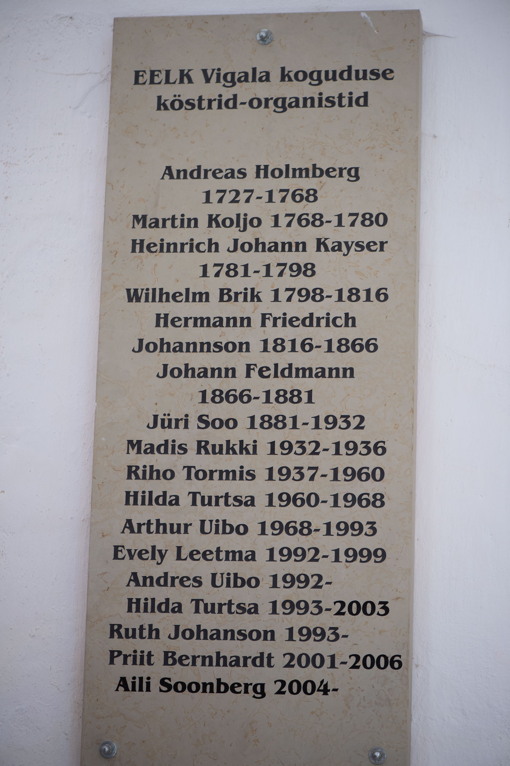 EELK Vigala koguduse
köstrid-organistid
Andreas Holmberg
1727-1768
Martin Koljo 1768-1780
Heinrich Johann Kayser
1781-1798
Wilhelm Brik 1798-1816
Hermann Friedrich
Johannson 1816-1866
Johann Feldmann
1866-1881
Jüri Soo 1881-1932
Madis Rukki 1932-1936
Riho Tormis 1937-1960
Hilda Turtsa 1960-1968
Arthur Uibo 1968-1993
Evely Leetma 1992-1999
Andres Uibo 1992-
Hilda Turtsa 1993-2003
Ruth Johanson 1993-
Priit Bernhardt 2001-2006
Aili Soonberg 2004-